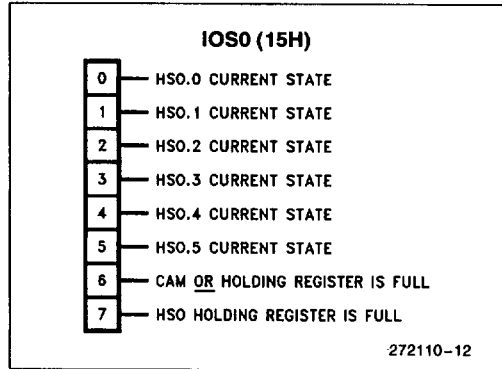 IOS0 (15H)
0 HSO.0 CURRENT STATE
1 HSO.1 CURRENT STATE
2 HSO.2 CURRENT STATE
3 HSO.3 CURRENT STATE
4 HSO.4 CURRENT STATE
5 HSO.5 CURRENT STATE
6 CAM OR HOLDING REGISTER IS FULL
7 HSO HOLDING REGISTER IS FULL
272110-12